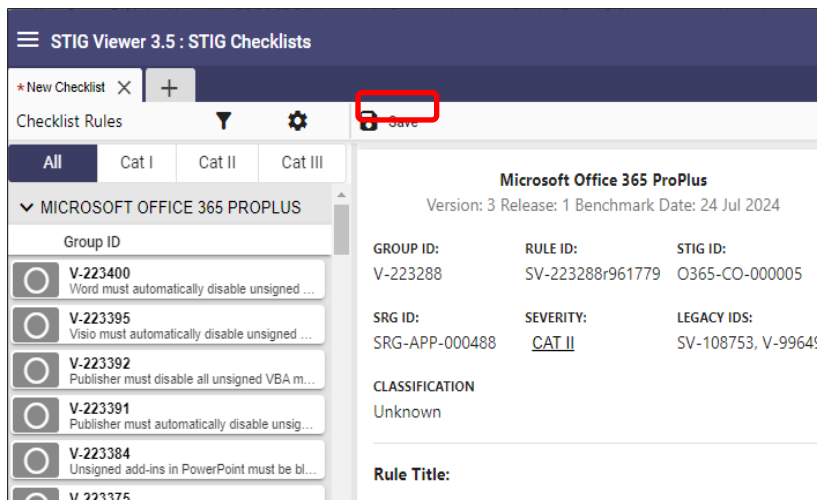 STIG Viewer 3.5 : STIG Checklists
*New Checklist
Checklist Rules
Save
All Cat I Cat II Cat III
MICROSOFT OFFICE 365 PROPLUS
Group ID
V-223400
Word must automatically disable unsigned ...
V-223395
Visio must automatically disable unsigned ...
V-223392
Publisher must disable all unsigned VBA m...
V-223391
Publisher must automatically disable unsig...
V-223384
Unsigned add-ins in PowerPoint must be bl...
V-223375
Microsoft Office 365 ProPlus
Version: 3 Release: 1 Benchmark Date: 24 Jul 2024
GROUP ID: RULE ID: STIG ID:
V-223288 SV-223288r961779 O365-CO-000005
SRG ID: SEVERITY: LEGACY IDS:
SRG-APP-000488 CAT II SV-108753, V-99649
CLASSIFICATION
Unknown
Rule Title: